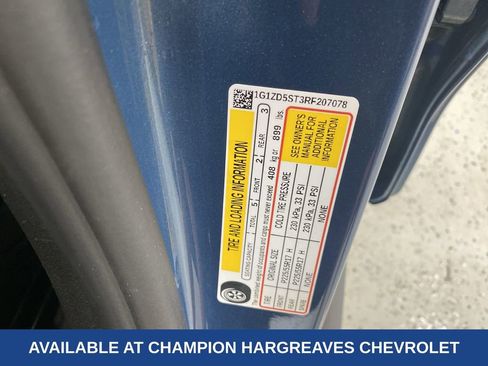 1G1ZD5ST3RF207078
TIRE AND LOADING INFORMATION
SEATING CAPACITY TOTAL 5 FRONT 2 REAR 3
The combined weight of occupants and cargo must never exceed 408 kg or 899 lbs.
TIRE ORIGINAL SIZE COLD TIRE PRESSURE
FRONT P225/55R17 H 230 kPa, 33 PSI
REAR P225/55R17 H 230 kPa, 33 PSI
SPARE NONE NONE
SEE OWNER'S
MANUAL FOR
ADDITIONAL
INFORMATION
AVAILABLE AT CHAMPION HARGREAVES CHEVROLET